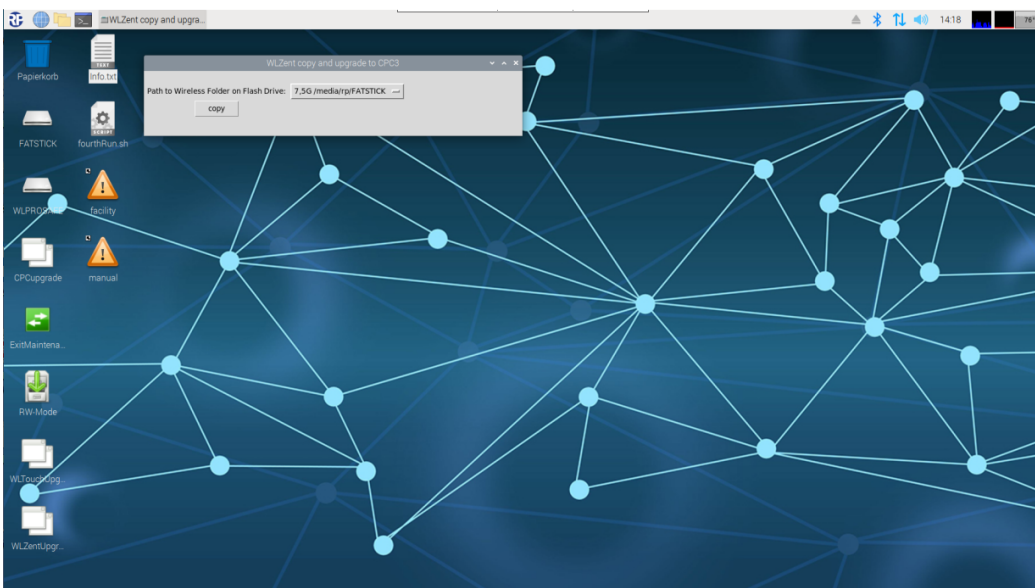 WLZent copy and upgra...
14:18
76°
Papierkorb
Info.txt
WLZent copy and upgrade to CPC3
Path to Wireless Folder on Flash Drive: 7,5G /media/rp/FATSTICK
copy
FATSTICK
fourthRun.sh
facility
CPCupgrade
manual
ExitMaintena...
RW-Mode
WLZentUpgr...